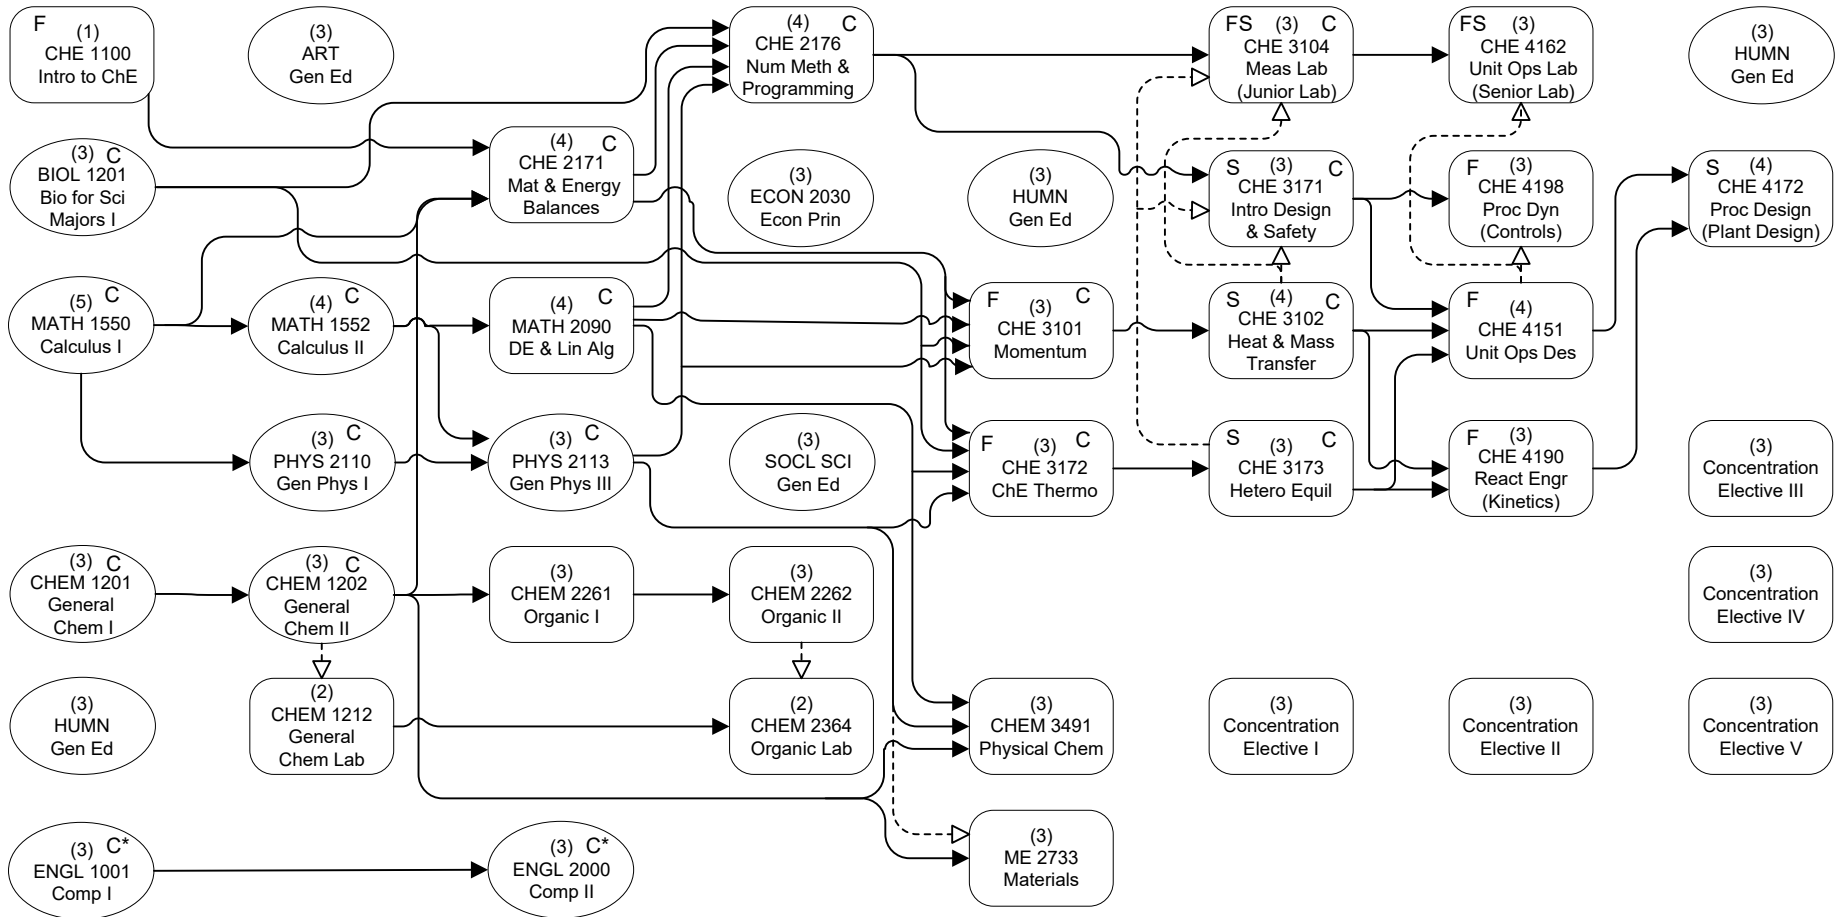 F
(1)
CHE 1100
Intro to ChE
(3) C
BIOL 1201
Bio for Sci
Majors I
(5) C
MATH 1550
Calculus I
(3) C
CHEM 1201
General
Chem I
(3)
HUMN
Gen Ed
(3) C*
ENGL 1001
Comp I
(3)
ART
Gen Ed
(4) C
MATH 1552
Calculus II
(3) C
PHYS 2110
Gen Phys I
(3) C
CHEM 1202
General
Chem II
(2)
CHEM 1212
General
Chem Lab
(4) C
CHE 2171
Mat & Energy
Balances
(4) C
MATH 2090
DE & Lin Alg
(3) C
PHYS 2113
Gen Phys III
(3)
CHEM 2261
Organic I
(3) C*
ENGL 2000
Comp II
(4) C
CHE 2176
Num Meth &
Programming
(3)
ECON 2030
Econ Prin
(3)
SOCL SCI
Gen Ed
(3)
CHEM 2262
Organic II
(2)
CHEM 2364
Organic Lab
(3)
HUMN
Gen Ed
F (3) C
CHE 3101
Momentum
F (3) C
CHE 3172
ChE Thermo
(3)
CHEM 3491
Physical Chem
(3)
ME 2733
Materials
FS (3) C
CHE 3104
Meas Lab
(Junior Lab)
S (3) C
CHE 3171
Intro Design
& Safety
S (4) C
CHE 3102
Heat & Mass
Transfer
S (3) C
CHE 3173
Hetero Equil
(3)
Concentration
Elective I
FS (3)
CHE 4162
Unit Ops Lab
(Senior Lab)
F (3)
CHE 4198
Proc Dyn
(Controls)
F (4)
CHE 4151
Unit Ops Des
F (3)
CHE 4190
React Engr
(Kinetics)
(3)
Concentration
Elective II
(3)
HUMN
Gen Ed
S (4)
CHE 4172
Proc Design
(Plant Design)
(3)
Concentration
Elective III
(3)
Concentration
Elective IV
(3)
Concentration
Elective V